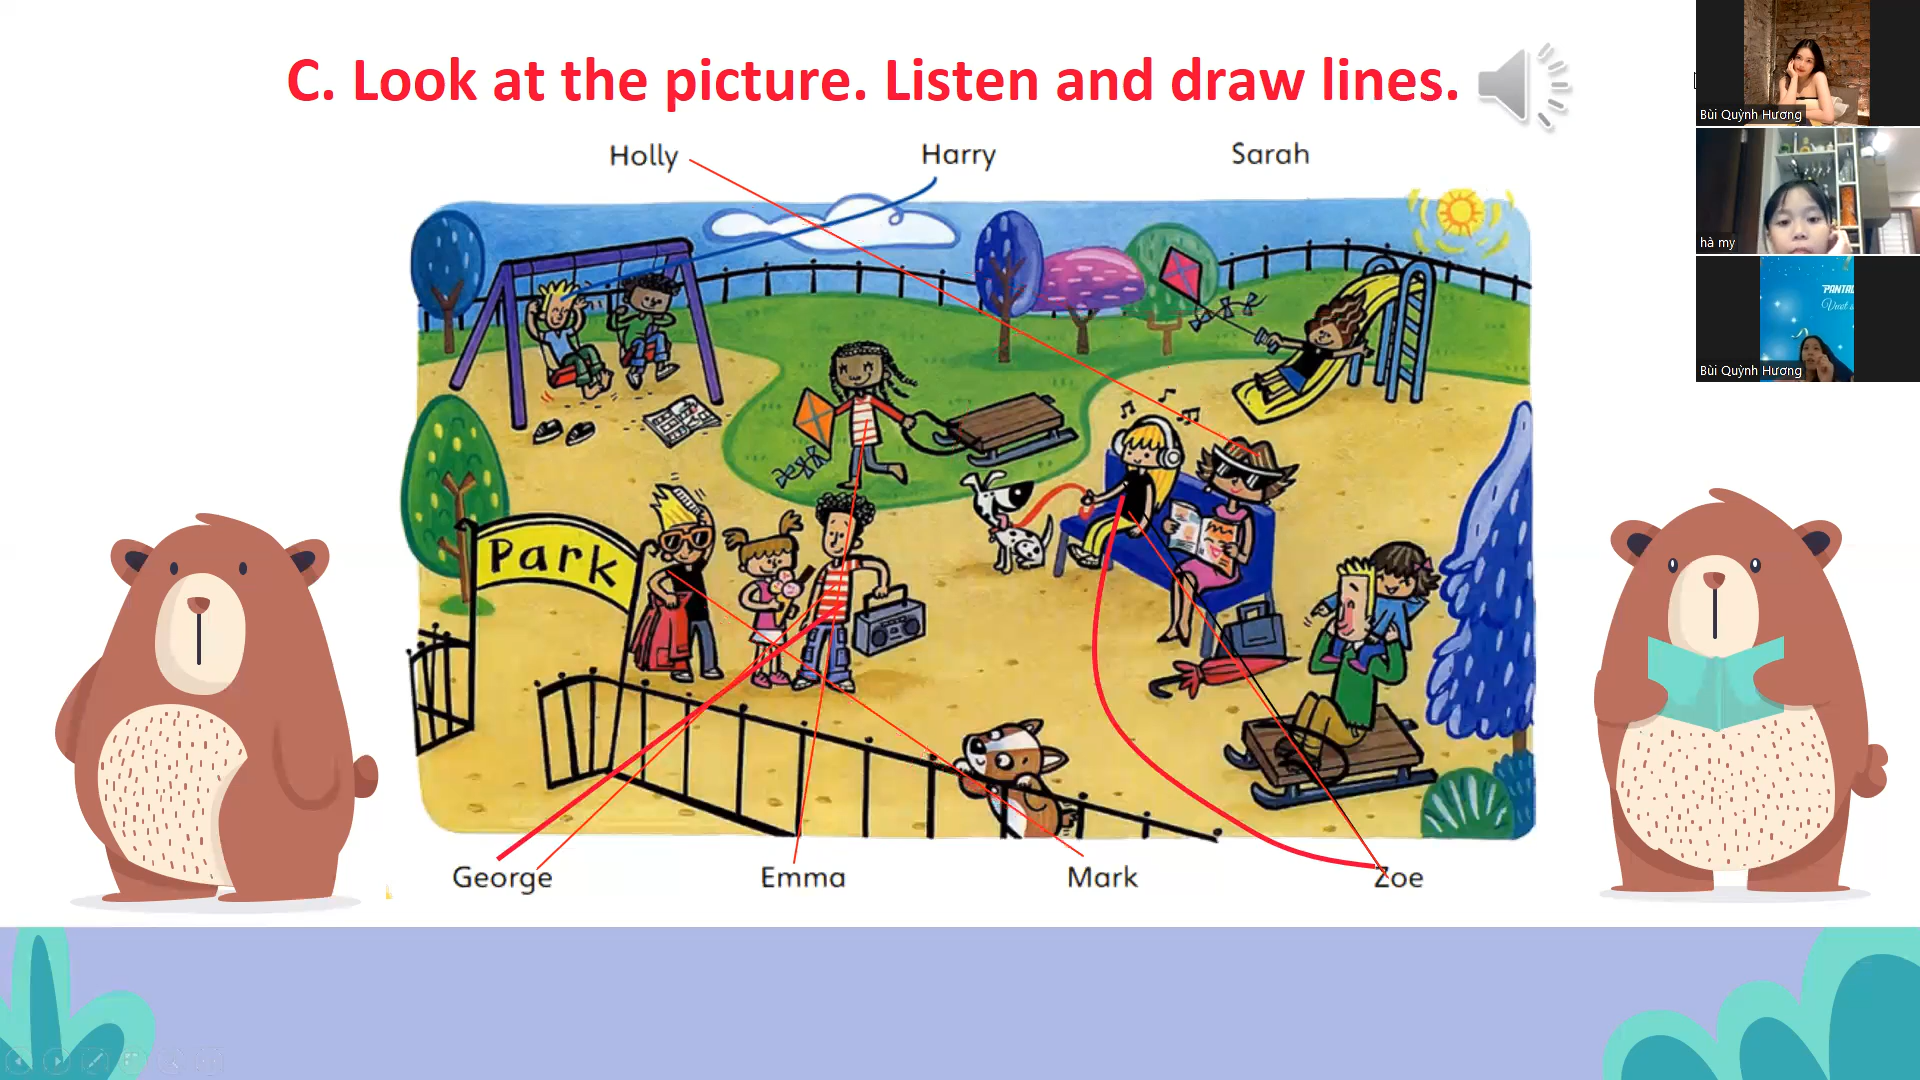 C. Look at the picture. Listen and draw lines.
Holly
Harry
Sarah
Park
George
Emma
Mark
Zoe
Bùi Quỳnh Hương
hà my
Bùi Quỳnh Hương